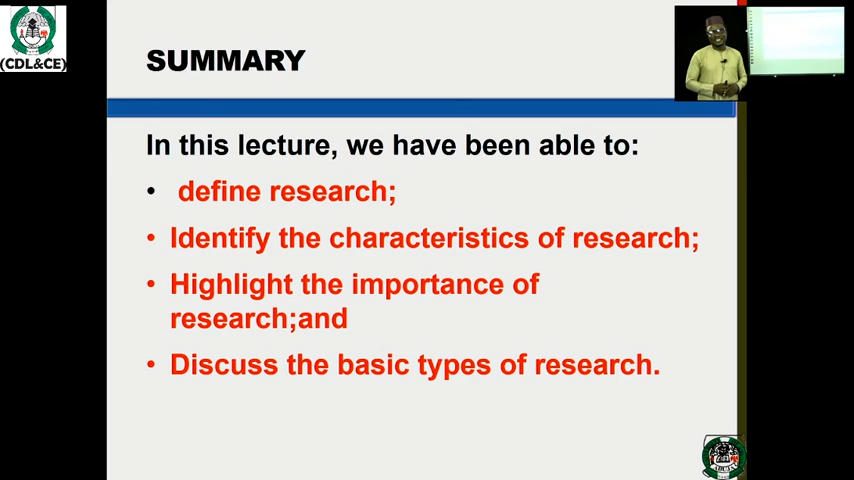 (CDL&CE)
SUMMARY
In this lecture, we have been able to:
• define research;
• Identify the characteristics of research;
• Highlight the importance of
research;and
• Discuss the basic types of research.